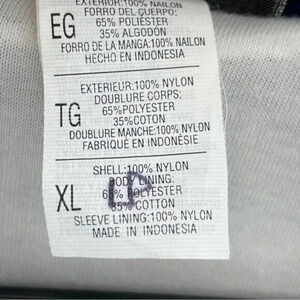 EXTERIOR:100% NAILON
FORRO DEL CUERPO:
EG
65% POLIÉSTER
35% ALGODON
FORRO DE LA MANGA:100% NAILON
HECHO EN INDONESIA
EXTERIEUR:100% NYLON
DOUBLURE CORPS:
TG
65%POLYESTER
35%COTON
DOUBLURE MANCHE:100% NYLON
FABRIQUÉ EN INDONÉSIE
SHELL:100% NYLON
BODY LINING:
XL
65% POLYESTER
35%COTTON
SLEEVE LINING:100% NYLON
MADE IN INDONESIA